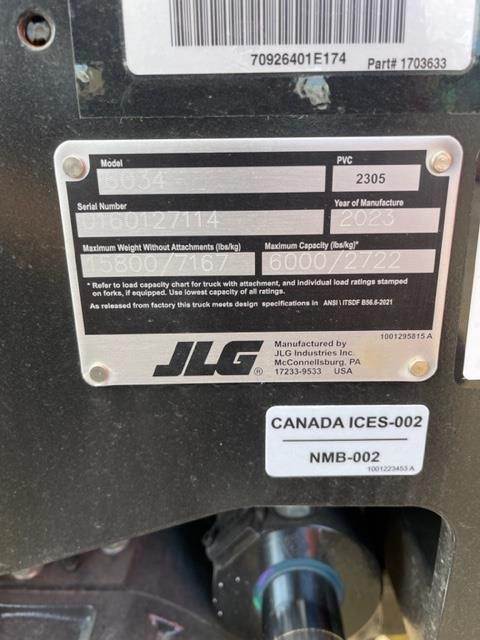 70926401E174
Part# 1703633
Model
PVC
6034
2305
Serial Number
Year of Manufacture
2023
Maximum Weight Without Attachments (lbs/kg)
Maximum Capacity (lbs/kg)*
15800/7167
6000/2722
* Refer to load capacity chart for truck with attachment, and individual load ratings stamped
on forks, if equipped. Use lowest capacity of all ratings.
As released from factory this truck meets design specifications in ANSI \ ITSDF B56.6-2021
JLG ®
Manufactured by
JLG Industries Inc.
McConnellsburg, PA
17233-9533 USA
1001295815 A
CANADA ICES-002
NMB-002
1001223453 A